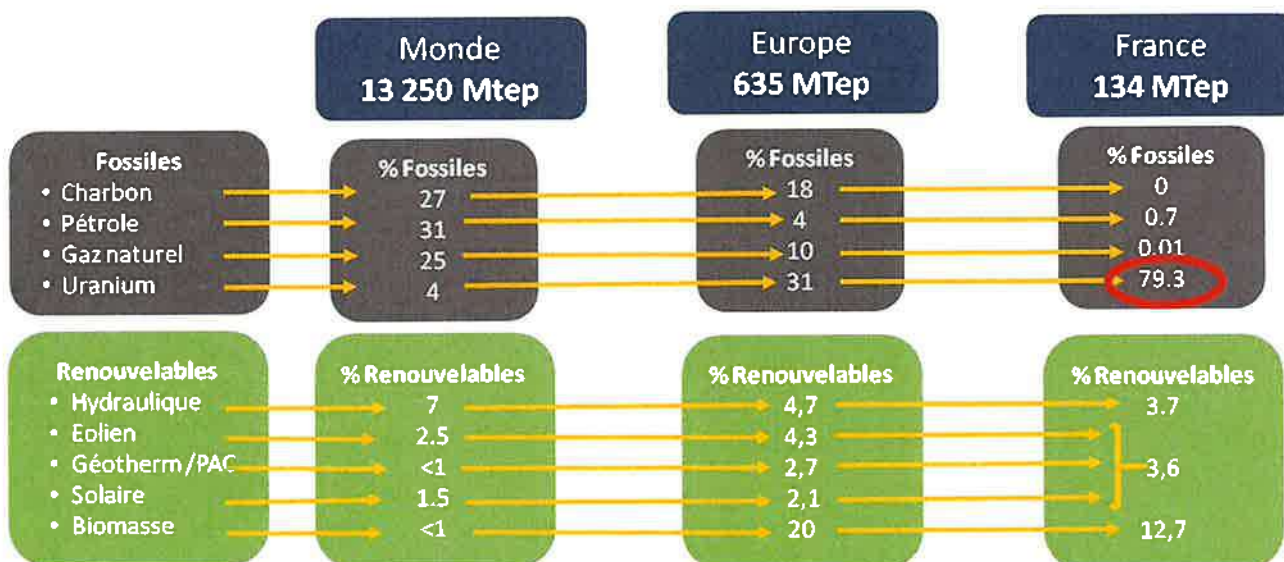 Monde
13 250 Mtep
Europe
635 MTep
France
134 MTep
Fossiles
• Charbon
• Pétrole
• Gaz naturel
• Uranium
% Fossiles
27
31
25
4
% Fossiles
18
4
10
31
% Fossiles
0
0.7
0.01
79.3
Renouvelables
• Hydraulique
• Eolien
• Géotherm/PAC
• Solaire
• Biomasse
% Renouvelables
7
2.5
<1
1.5
<1
% Renouvelables
4,7
4,3
2,7
2,1
20
% Renouvelables
3.7
3,6
12,7